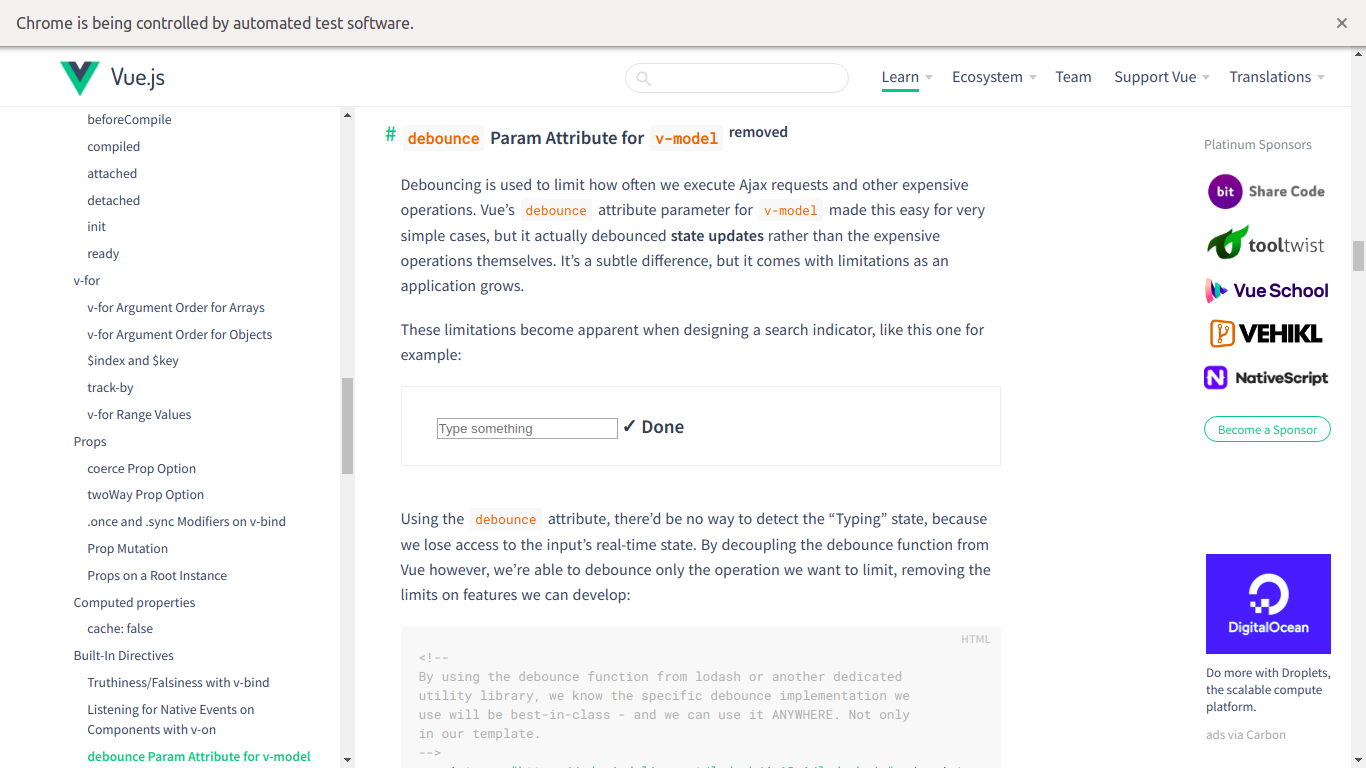 Chrome is being controlled by automated test software.
Vue.js
Learn
Ecosystem
Team
Support Vue
Translations
beforeCompile
compiled
attached
detached
init
ready
v-for
v-for Argument Order for Arrays
v-for Argument Order for Objects
$index and $key
track-by
v-for Range Values
Props
coerce Prop Option
twoWay Prop Option
.once and .sync Modifiers on v-bind
Prop Mutation
Props on a Root Instance
Computed properties
cache: false
Built-In Directives
Truthiness/Falsiness with v-bind
Listening for Native Events on
Components with v-on
debounce Param Attribute for v-model
# debounce Param Attribute for v-model removed
Debouncing is used to limit how often we execute Ajax requests and other expensive
operations. Vue’s debounce attribute parameter for v-model made this easy for very
simple cases, but it actually debounced state updates rather than the expensive
operations themselves. It’s a subtle difference, but it comes with limitations as an
application grows.
These limitations become apparent when designing a search indicator, like this one for
example:
Type something ✓ Done
Using the debounce attribute, there’d be no way to detect the “Typing” state, because
we lose access to the input’s real-time state. By decoupling the debounce function from
Vue however, we’re able to debounce only the operation we want to limit, removing the
limits on features we can develop:
HTML
<!--
By using the debounce function from lodash or another dedicated
utility library, we know the specific debounce implementation we
use will be best-in-class - and we can use it ANYWHERE. Not only
in our template.
-->
Platinum Sponsors
bit Share Code
tooltwist
Vue School
VEHIKL
NativeScript
Become a Sponsor
DigitalOcean
Do more with Droplets,
the scalable compute
platform.
ads via Carbon